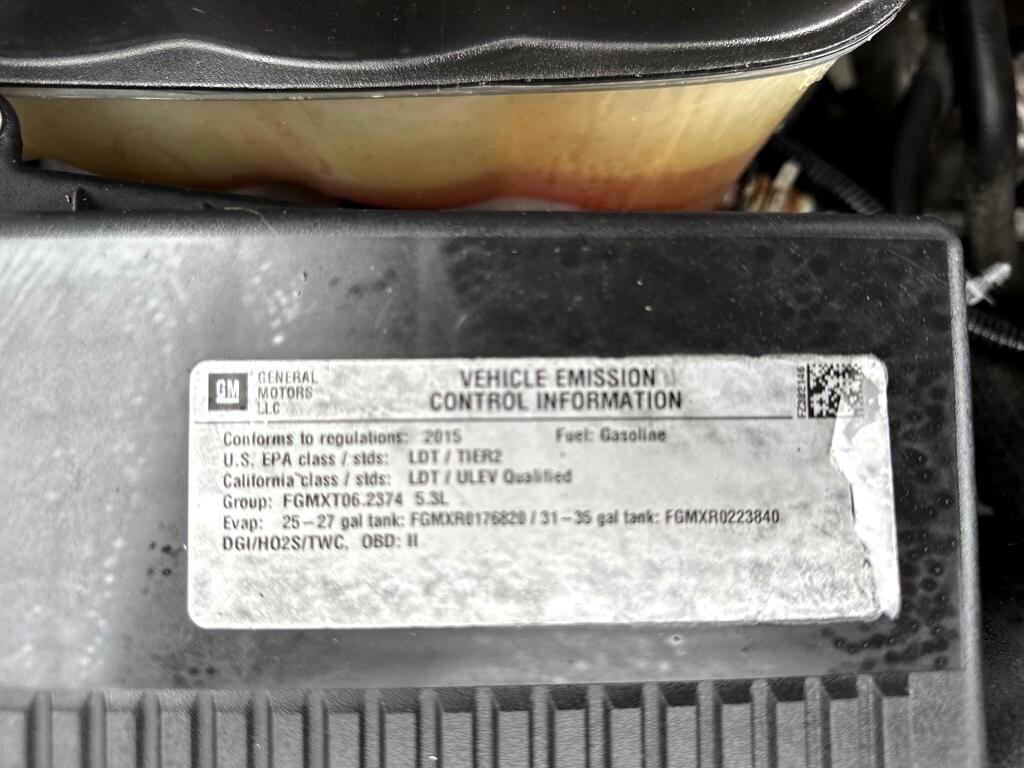 GM
GENERAL
MOTORS
LLC
VEHICLE EMISSION
CONTROL INFORMATION
Conforms to regulations: 2015 Fuel: Gasoline
U.S. EPA class / stds: LDT / TIER2
California class / stds: LDT / ULEV Qualified
Group: FGMXT06.2374 5.3L
Evap: 25-27 gal tank: FGMXR0176820 / 31-35 gal tank: FGMXR0223840
DGI/HO2S/TWC, OBD: II